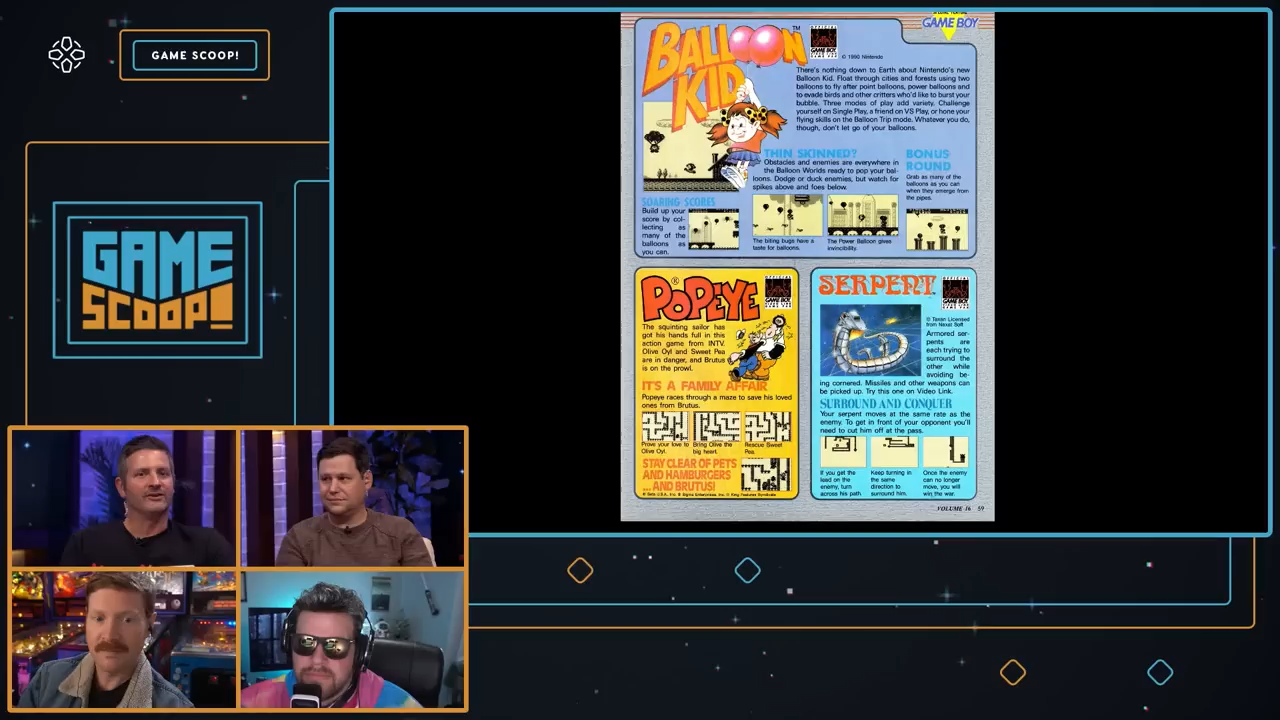 GAME SCOOP!
GAME
SCOOP!
GAME BOY
BALLOON
KID
TM
© 1990 Nintendo
There's nothing down to Earth about Nintendo's new
Balloon Kid. Float through cities and forests using two
balloons to fly after point balloons, power balloons and
to evade birds and other critters who'd like to burst your
bubble. Three modes of play add variety. Challenge
yourself on Single Play, a friend on VS Play, or hone your
flying skills on the Balloon Trip mode. Whatever you do,
though, don't let go of your balloons.
THIN SKINNED?
Obstacles and enemies are everywhere in
the Balloon Worlds ready to pop your bal-
loons. Dodge or duck enemies, but watch for
spikes above and foes below.
BONUS
ROUND
Grab as many of the
balloons as you can
when they emerge from
the pipes.
SOARING SCORES
Build up your
score by col-
lecting as
many of the
balloons as
you can.
The biting bugs have a
taste for balloons.
The Power Balloon gives
invincibility.
POPEYE
®
The squinting sailor has
got his hands full in this
action game from INTV.
Olive Oyl and Sweet Pea
are in danger, and Brutus
is on the prowl.
IT'S A FAMILY AFFAIR
Popeye races through a maze to save his loved
ones from Brutus.
Prove your love to
Olive Oyl.
Bring Olive the
big heart.
Rescue Sweet
Pea.
STAY CLEAR OF PETS
AND HAMBURGERS
... AND BRUTUS!
SERPENT
© Taxan Licensed
from Naxat Soft
Armored ser-
pents are
each trying to
surround the
other while
avoiding be-
ing cornered. Missiles and other weapons can
be picked up. Try this one on Video Link.
SURROUND AND CONQUER
Your serpent moves at the same rate as the
enemy. To get in front of your opponent you'll
need to cut him off at the pass.
If you get the
lead on the
enemy, turn
across his path
Keep turning in
the same
direction to
surround him.
Once the enemy
can no longer
move, you will
win the war.
VOLUME 16 59